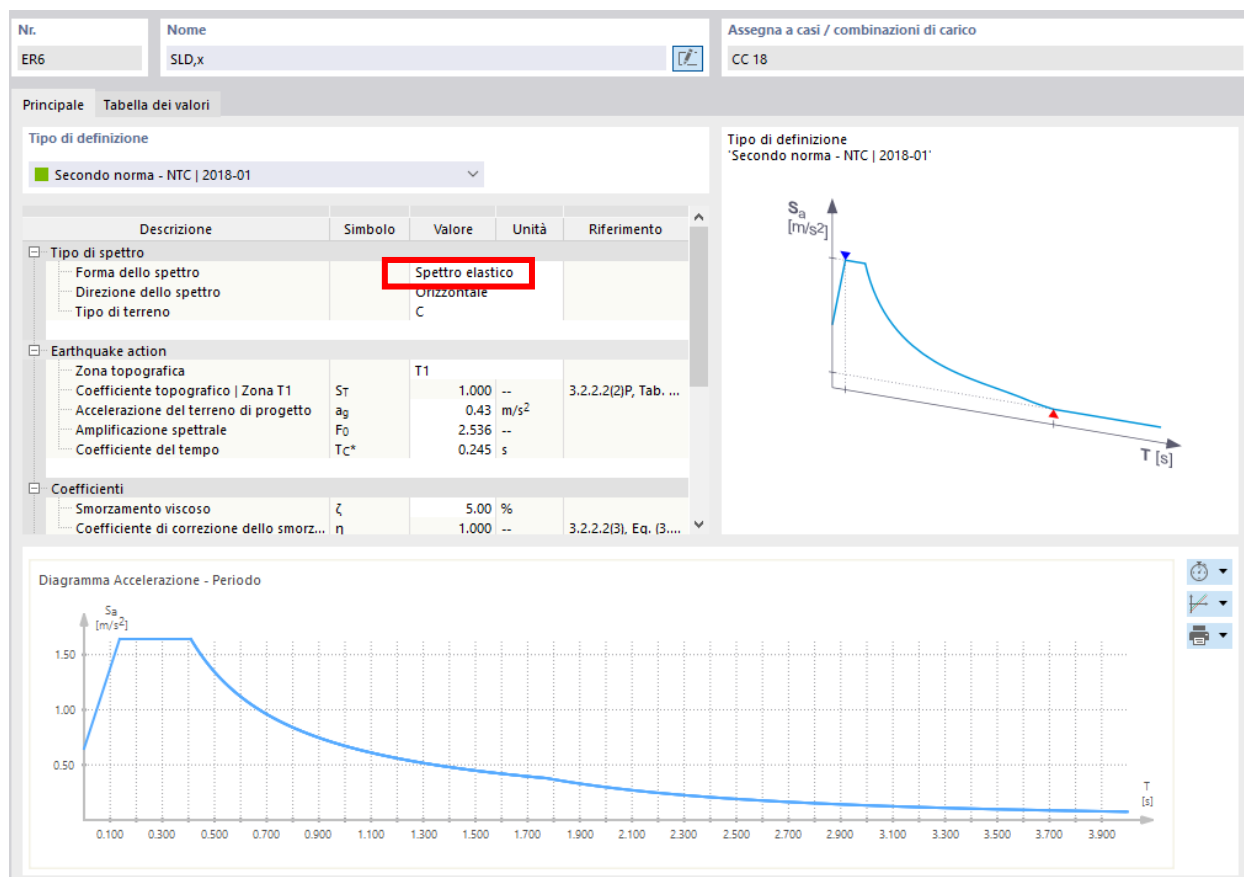 Nr. Nome Assegna a casi / combinazioni di carico
ER6 SLD,x CC 18
Principale Tabella dei valori
Tipo di definizione
Secondo norma - NTC | 2018-01
Tipo di definizione
'Secondo norma - NTC | 2018-01'
Descrizione Simbolo Valore Unità Riferimento
Tipo di spettro
Forma dello spettro Spettro elastico
Direzione dello spettro Orizzontale
Tipo di terreno C
Earthquake action
Zona topografica T1
Coefficiente topografico | Zona T1 ST 1.000 -- 3.2.2.2(2)P, Tab. ...
Accelerazione del terreno di progetto ag 0.43 m/s2
Amplificazione spettrale F0 2.536 --
Coefficiente del tempo TC* 0.245 s
Coefficienti
Smorzamento viscoso ζ 5.00 %
Coefficiente di correzione dello smorz... η 1.000 -- 3.2.2.2(3), Eq. (3....
Sa
[m/s2]
T [s]
Diagramma Accelerazione - Periodo
Sa
[m/s2]
1.50
1.00
0.50
T
[s]
0.100 0.300 0.500 0.700 0.900 1.100 1.300 1.500 1.700 1.900 2.100 2.300 2.500 2.700 2.900 3.100 3.300 3.500 3.700 3.900